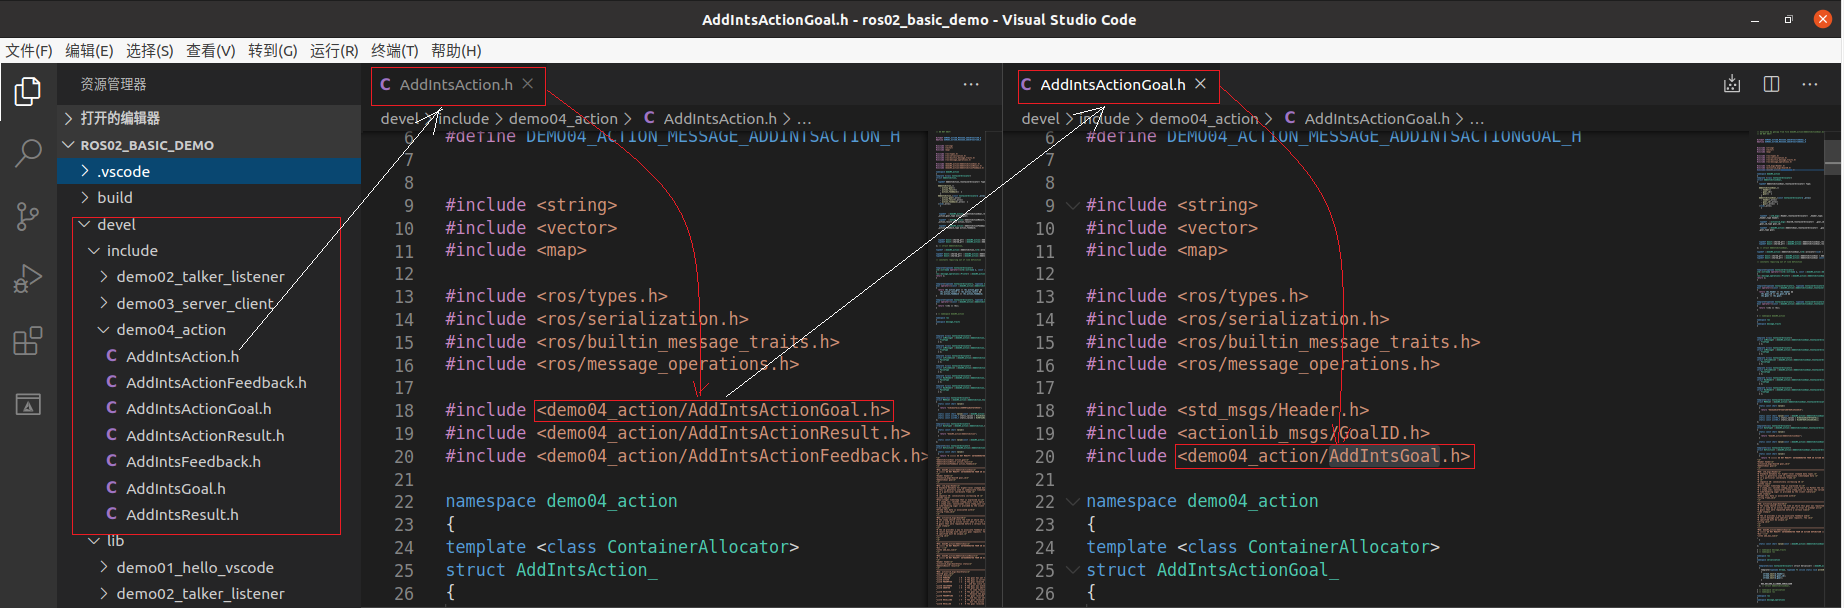 AddIntsActionGoal.h - ros02_basic_demo - Visual Studio Code
文件(F) 编辑(E) 选择(S) 查看(V) 转到(G) 运行(R) 终端(T) 帮助(H)
资源管理器
打开的编辑器
ROS02_BASIC_DEMO
.vscode
build
devel
include
demo02_talker_listener
demo03_server_client
demo04_action
C AddIntsAction.h
C AddIntsActionFeedback.h
C AddIntsActionGoal.h
C AddIntsActionResult.h
C AddIntsFeedback.h
C AddIntsGoal.h
C AddIntsResult.h
lib
demo01_hello_vscode
demo02_talker_listener
C AddIntsAction.h
devel > include > demo04_action > C AddIntsAction.h > ...
6 #define DEMO04_ACTION_MESSAGE_ADDINTSACTION_H
7
8
9 #include <string>
10 #include <vector>
11 #include <map>
12
13 #include <ros/types.h>
14 #include <ros/serialization.h>
15 #include <ros/builtin_message_traits.h>
16 #include <ros/message_operations.h>
17
18 #include <demo04_action/AddIntsActionGoal.h>
19 #include <demo04_action/AddIntsActionResult.h>
20 #include <demo04_action/AddIntsActionFeedback.h>
21
22 namespace demo04_action
23 {
24 template <class ContainerAllocator>
25 struct AddIntsAction_
26 {
C AddIntsActionGoal.h
devel > include > demo04_action > C AddIntsActionGoal.h > ...
6 #define DEMO04_ACTION_MESSAGE_ADDINTSACTIONGOAL_H
7
8
9 #include <string>
10 #include <vector>
11 #include <map>
12
13 #include <ros/types.h>
14 #include <ros/serialization.h>
15 #include <ros/builtin_message_traits.h>
16 #include <ros/message_operations.h>
17
18 #include <std_msgs/Header.h>
19 #include <actionlib_msgs/GoalID.h>
20 #include <demo04_action/AddIntsGoal.h>
21
22 namespace demo04_action
23 {
24 template <class ContainerAllocator>
25 struct AddIntsActionGoal_
26 {